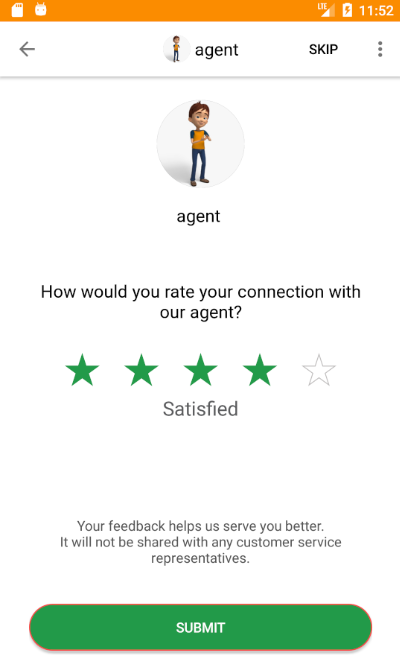 LTE 11:52
agent SKIP
agent
How would you rate your connection with
our agent?
Satisfied
Your feedback helps us serve you better.
It will not be shared with any customer service
representatives.
SUBMIT